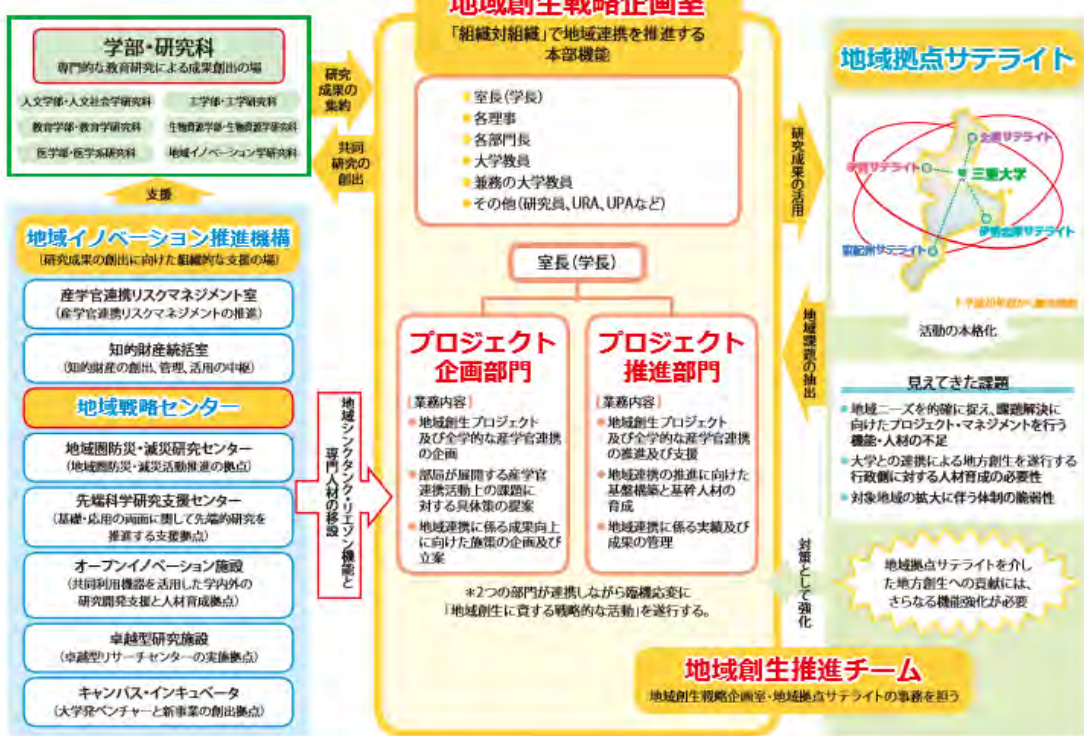 地域創生戦略企画室
「組織対組織」で地域連携を推進する
本部機能
室長(学長)
各理事
各部門長
大学教員
兼務の大学教員
その他(研究員、URA、UPAなど)
学部・研究科
専門的な教育研究による成果創出の場
人文学部・人文社会学研究科
工学部・工学研究科
教育学部・教育学研究科
生物資源学部・生物資源学研究科
医学部・医学系研究科
地域イノベーション学研究科
研究
成果の
集約
共同
研究の
創出
支援
地域イノベーション推進機構
(研究成果の創出に向けた組織的な支援の場)
産学官連携リスクマネジメント室
(産学官連携リスクマネジメントの推進)
知的財産統括室
(知的財産の創出、管理、活用の中枢)
地域戦略センター
地域圏防災・減災研究センター
(地域圏防災・減災活動推進の拠点)
先端科学研究支援センター
(基礎・応用の両面に関して先端的研究を
推進する支援拠点)
オープンイノベーション施設
(共同利用機器を活用した学内外の
研究開発支援と人材育成拠点)
卓越型研究施設
(卓越型リサーチセンターの実施拠点)
キャンパス・インキュベータ
(大学発ベンチャーと新事業の創出拠点)
地域シンクタンク・リエゾン機能と
専門人材の移設
室長(学長)
プロジェクト
企画部門
[業務内容]
地域創生プロジェクト
及び全学的な産学官連携
の企画
部局が展開する産学官
連携活動上の課題に
対する具体策の提案
地域連携に係る成果向上
に向けた施策の企画及び
立案
プロジェクト
推進部門
[業務内容]
地域創生プロジェクト
及び全学的な産学官連携
の推進及び支援
地域連携の推進に向けた
基盤構築と基幹人材の
育成
地域連携に係る実績及び
成果の管理
*2つの部門が連携しながら臨機応変に
「地域創生に資する戦略的な活動」を遂行する。
研究成果の活用
地域課題の抽出
対策として強化
地域拠点サテライト
北勢サテライト
伊賀サテライト
三重大学
伊勢志摩サテライト
東紀州サテライト
活動の本格化
見えてきた課題
地域ニーズを的確に捉え、課題解決に
向けたプロジェクト・マネジメントを行う
機能・人材の不足
大学との連携による地方創生を遂行する
行政側に対する人材育成の必要性
対象地域の拡大に伴う体制の脆弱性
地域拠点サテライトを介し
た地方創生への貢献には、
さらなる機能強化が必要
地域創生推進チーム
地域創生戦略企画室・地域拠点サテライトの事務を担う